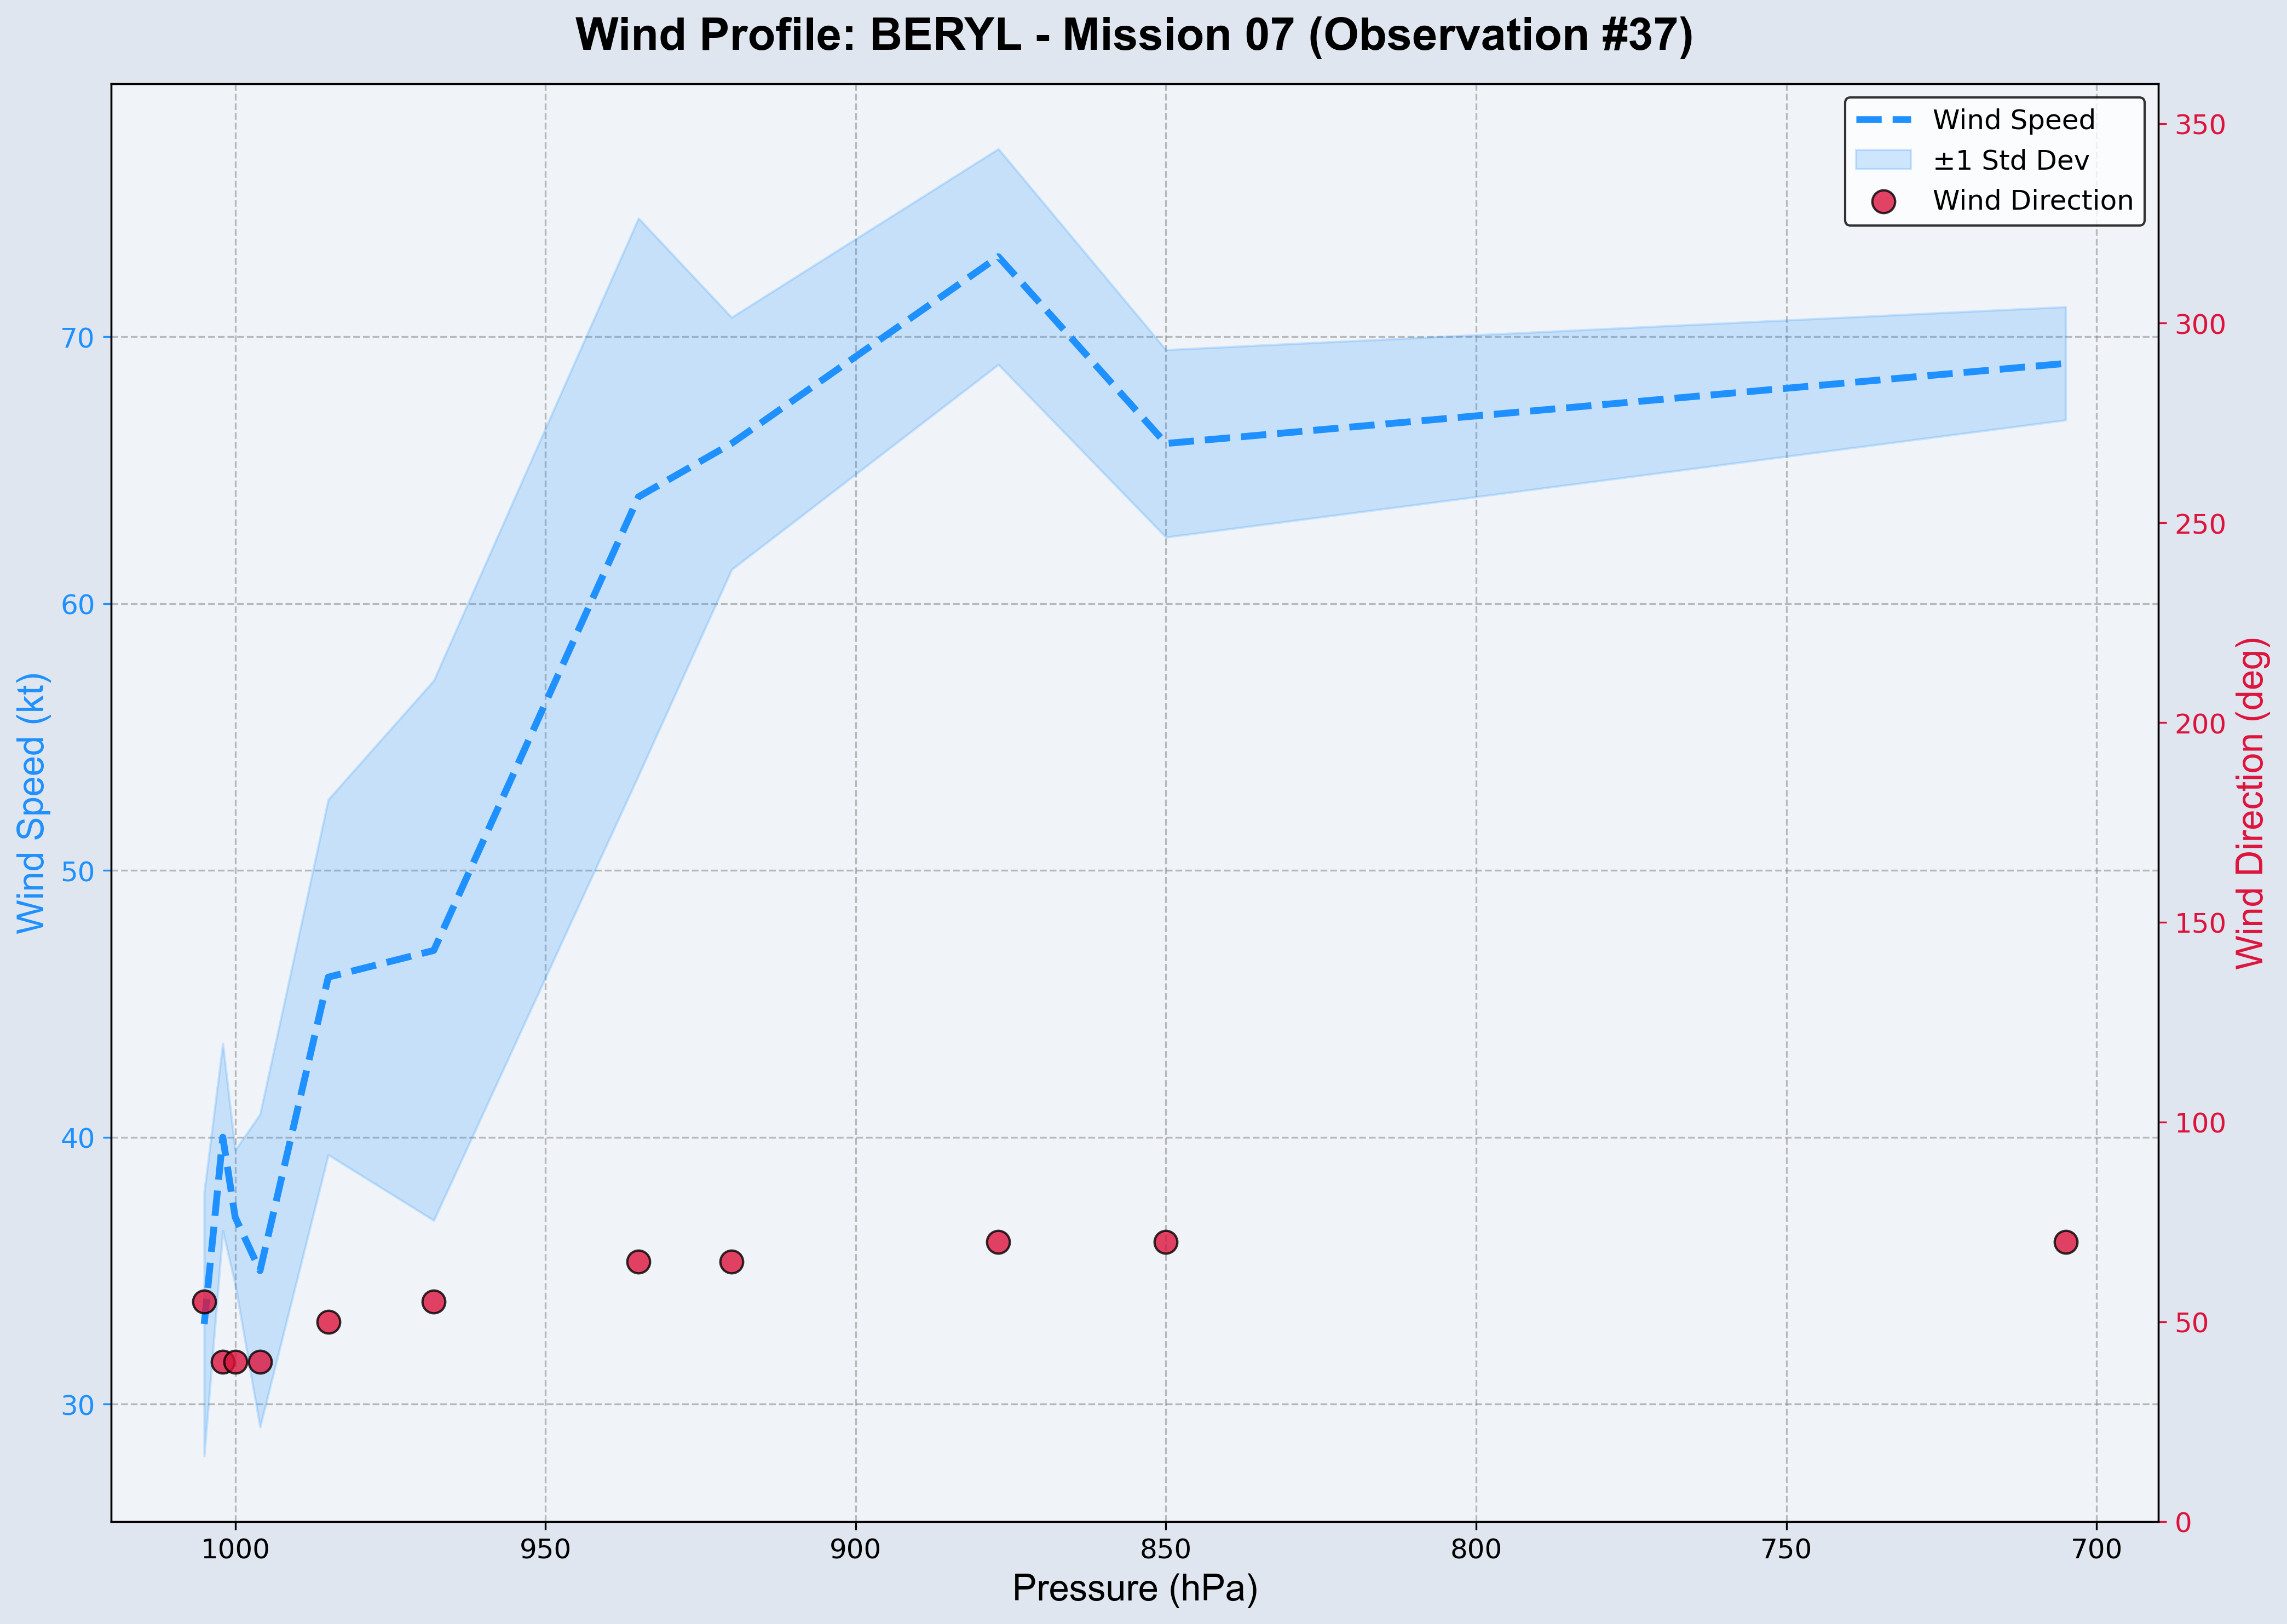 Wind Profile: BERYL - Mission 07 (Observation #37)
Wind Speed
±1 Std Dev
Wind Direction
Wind Speed (kt)
70
60
50
40
30
350
300
250
200
150
100
50
0
Wind Direction (deg)
1000
950
900
850
800
750
700
Pressure (hPa)